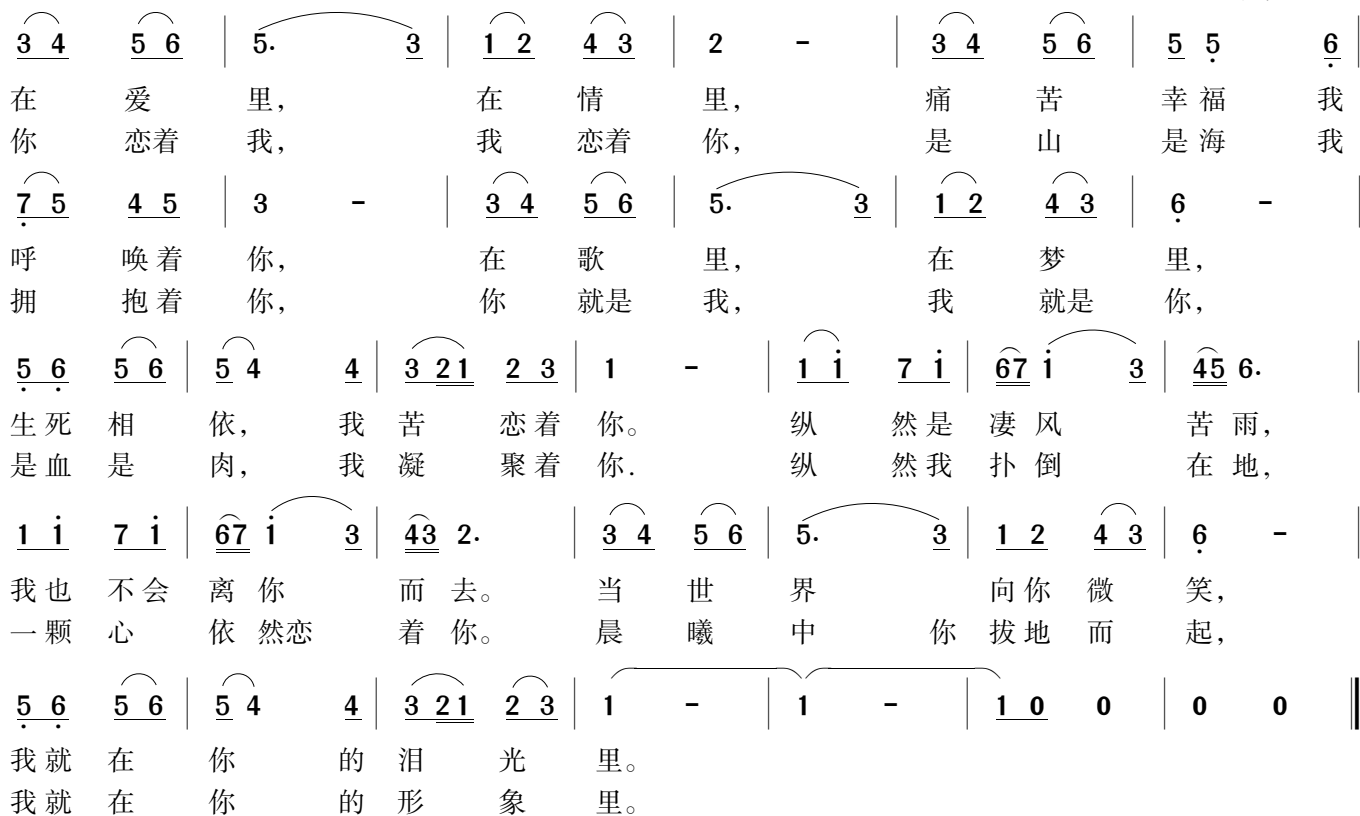 3 4 5 6 | 5. 3 | 1 2 4 3 | 2 - | 3 4 5 6 | 5 5 6 |
在 爱 里, 在 情 里, 痛 苦 幸 福 我
你 恋着 我, 我 恋着 你, 是 山 是 海 我
7 5 4 5 | 3 - | 3 4 5 6 | 5. 3 | 1 2 4 3 | 6 - |
呼 唤 着 你, 在 歌 里, 在 梦 里,
拥 抱 着 你, 你 就是 我, 我 就是 你,
5 6 5 6 | 5 4 4 | 3 21 2 3 | 1 - | 1 i 7 i | 67 i 3 | 45 6. |
生 死 相 依, 我 苦 恋 着 你。 纵 然 是 凄 风 苦 雨,
是 血 是 肉, 我 凝 聚 着 你. 纵 然 我 扑 倒 在 地,
1 i 7 i | 67 i 3 | 43 2. | 3 4 5 6 | 5. 3 | 1 2 4 3 | 6 - |
我 也 不 会 离 你 而 去。 当 世 界 向 你 微 笑,
一 颗 心 依 然恋 着 你。 晨 曦 中 你 拔 地 而 起,
5 6 5 6 | 5 4 4 | 3 21 2 3 | 1 - | 1 - | 1 0 0 | 0 0 ‖
我 就 在 你 的 泪 光 里。
我 就 在 你 的 形 象 里。